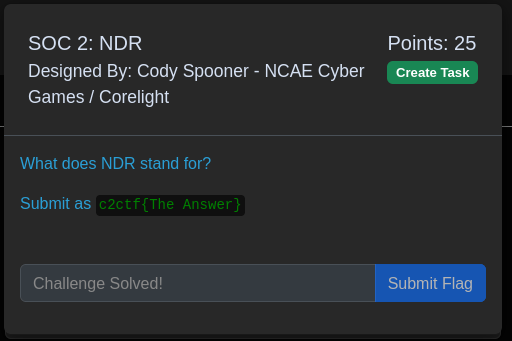 SOC 2: NDR
Points: 25
Designed By: Cody Spooner - NCAE Cyber
Games / Corelight
Create Task
What does NDR stand for?
Submit as c2ctf{The Answer}
Challenge Solved!
Submit Flag